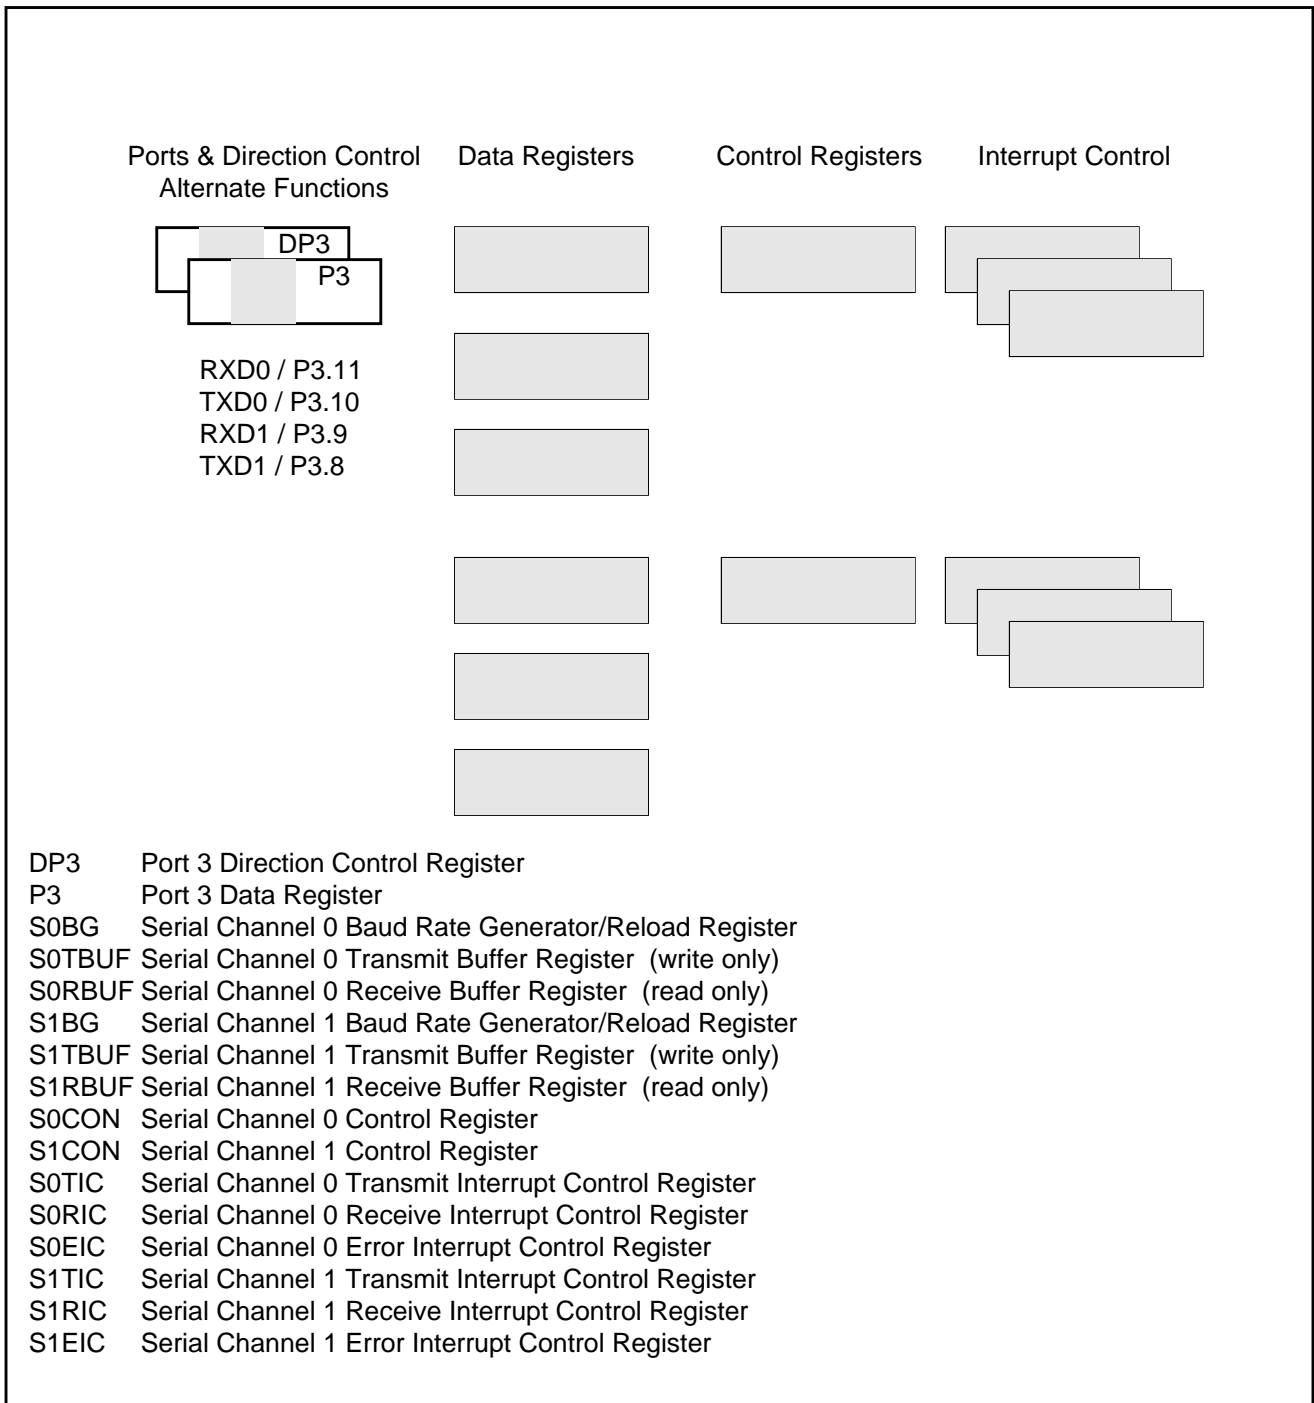 Ports & Direction Control
Alternate Functions
Data Registers
Control Registers
Interrupt Control
DP3
P3
RXD0 / P3.11
TXD0 / P3.10
RXD1 / P3.9
TXD1 / P3.8
DP3 Port 3 Direction Control Register
P3 Port 3 Data Register
S0BG Serial Channel 0 Baud Rate Generator/Reload Register
S0TBUF Serial Channel 0 Transmit Buffer Register (write only)
S0RBUF Serial Channel 0 Receive Buffer Register (read only)
S1BG Serial Channel 1 Baud Rate Generator/Reload Register
S1TBUF Serial Channel 1 Transmit Buffer Register (write only)
S1RBUF Serial Channel 1 Receive Buffer Register (read only)
S0CON Serial Channel 0 Control Register
S1CON Serial Channel 1 Control Register
S0TIC Serial Channel 0 Transmit Interrupt Control Register
S0RIC Serial Channel 0 Receive Interrupt Control Register
S0EIC Serial Channel 0 Error Interrupt Control Register
S1TIC Serial Channel 1 Transmit Interrupt Control Register
S1RIC Serial Channel 1 Receive Interrupt Control Register
S1EIC Serial Channel 1 Error Interrupt Control Register